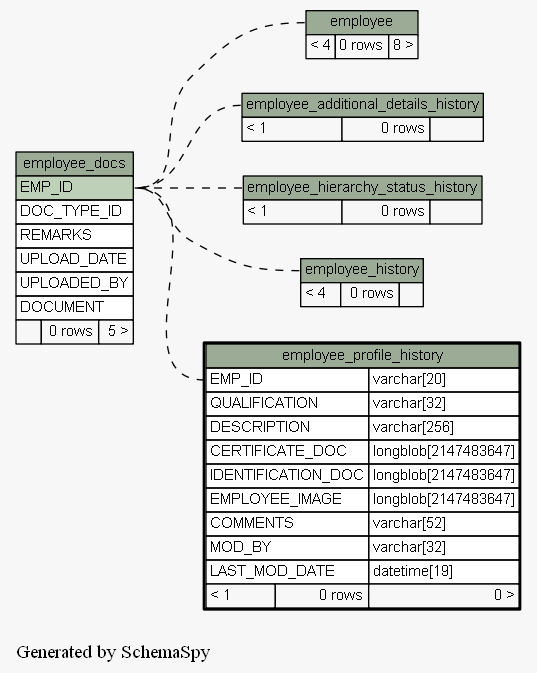 employee
< 4 0 rows 8 >
employee_additional_details_history
< 1 0 rows
employee_docs
EMP_ID
DOC_TYPE_ID
REMARKS
UPLOAD_DATE
UPLOADED_BY
DOCUMENT
0 rows 5 >
employee_hierarchy_status_history
< 1 0 rows
employee_history
< 4 0 rows
employee_profile_history
EMP_ID varchar[20]
QUALIFICATION varchar[32]
DESCRIPTION varchar[256]
CERTIFICATE_DOC longblob[2147483647]
IDENTIFICATION_DOC longblob[2147483647]
EMPLOYEE_IMAGE longblob[2147483647]
COMMENTS varchar[52]
MOD_BY varchar[32]
LAST_MOD_DATE datetime[19]
< 1 0 rows 0 >
Generated by SchemaSpy